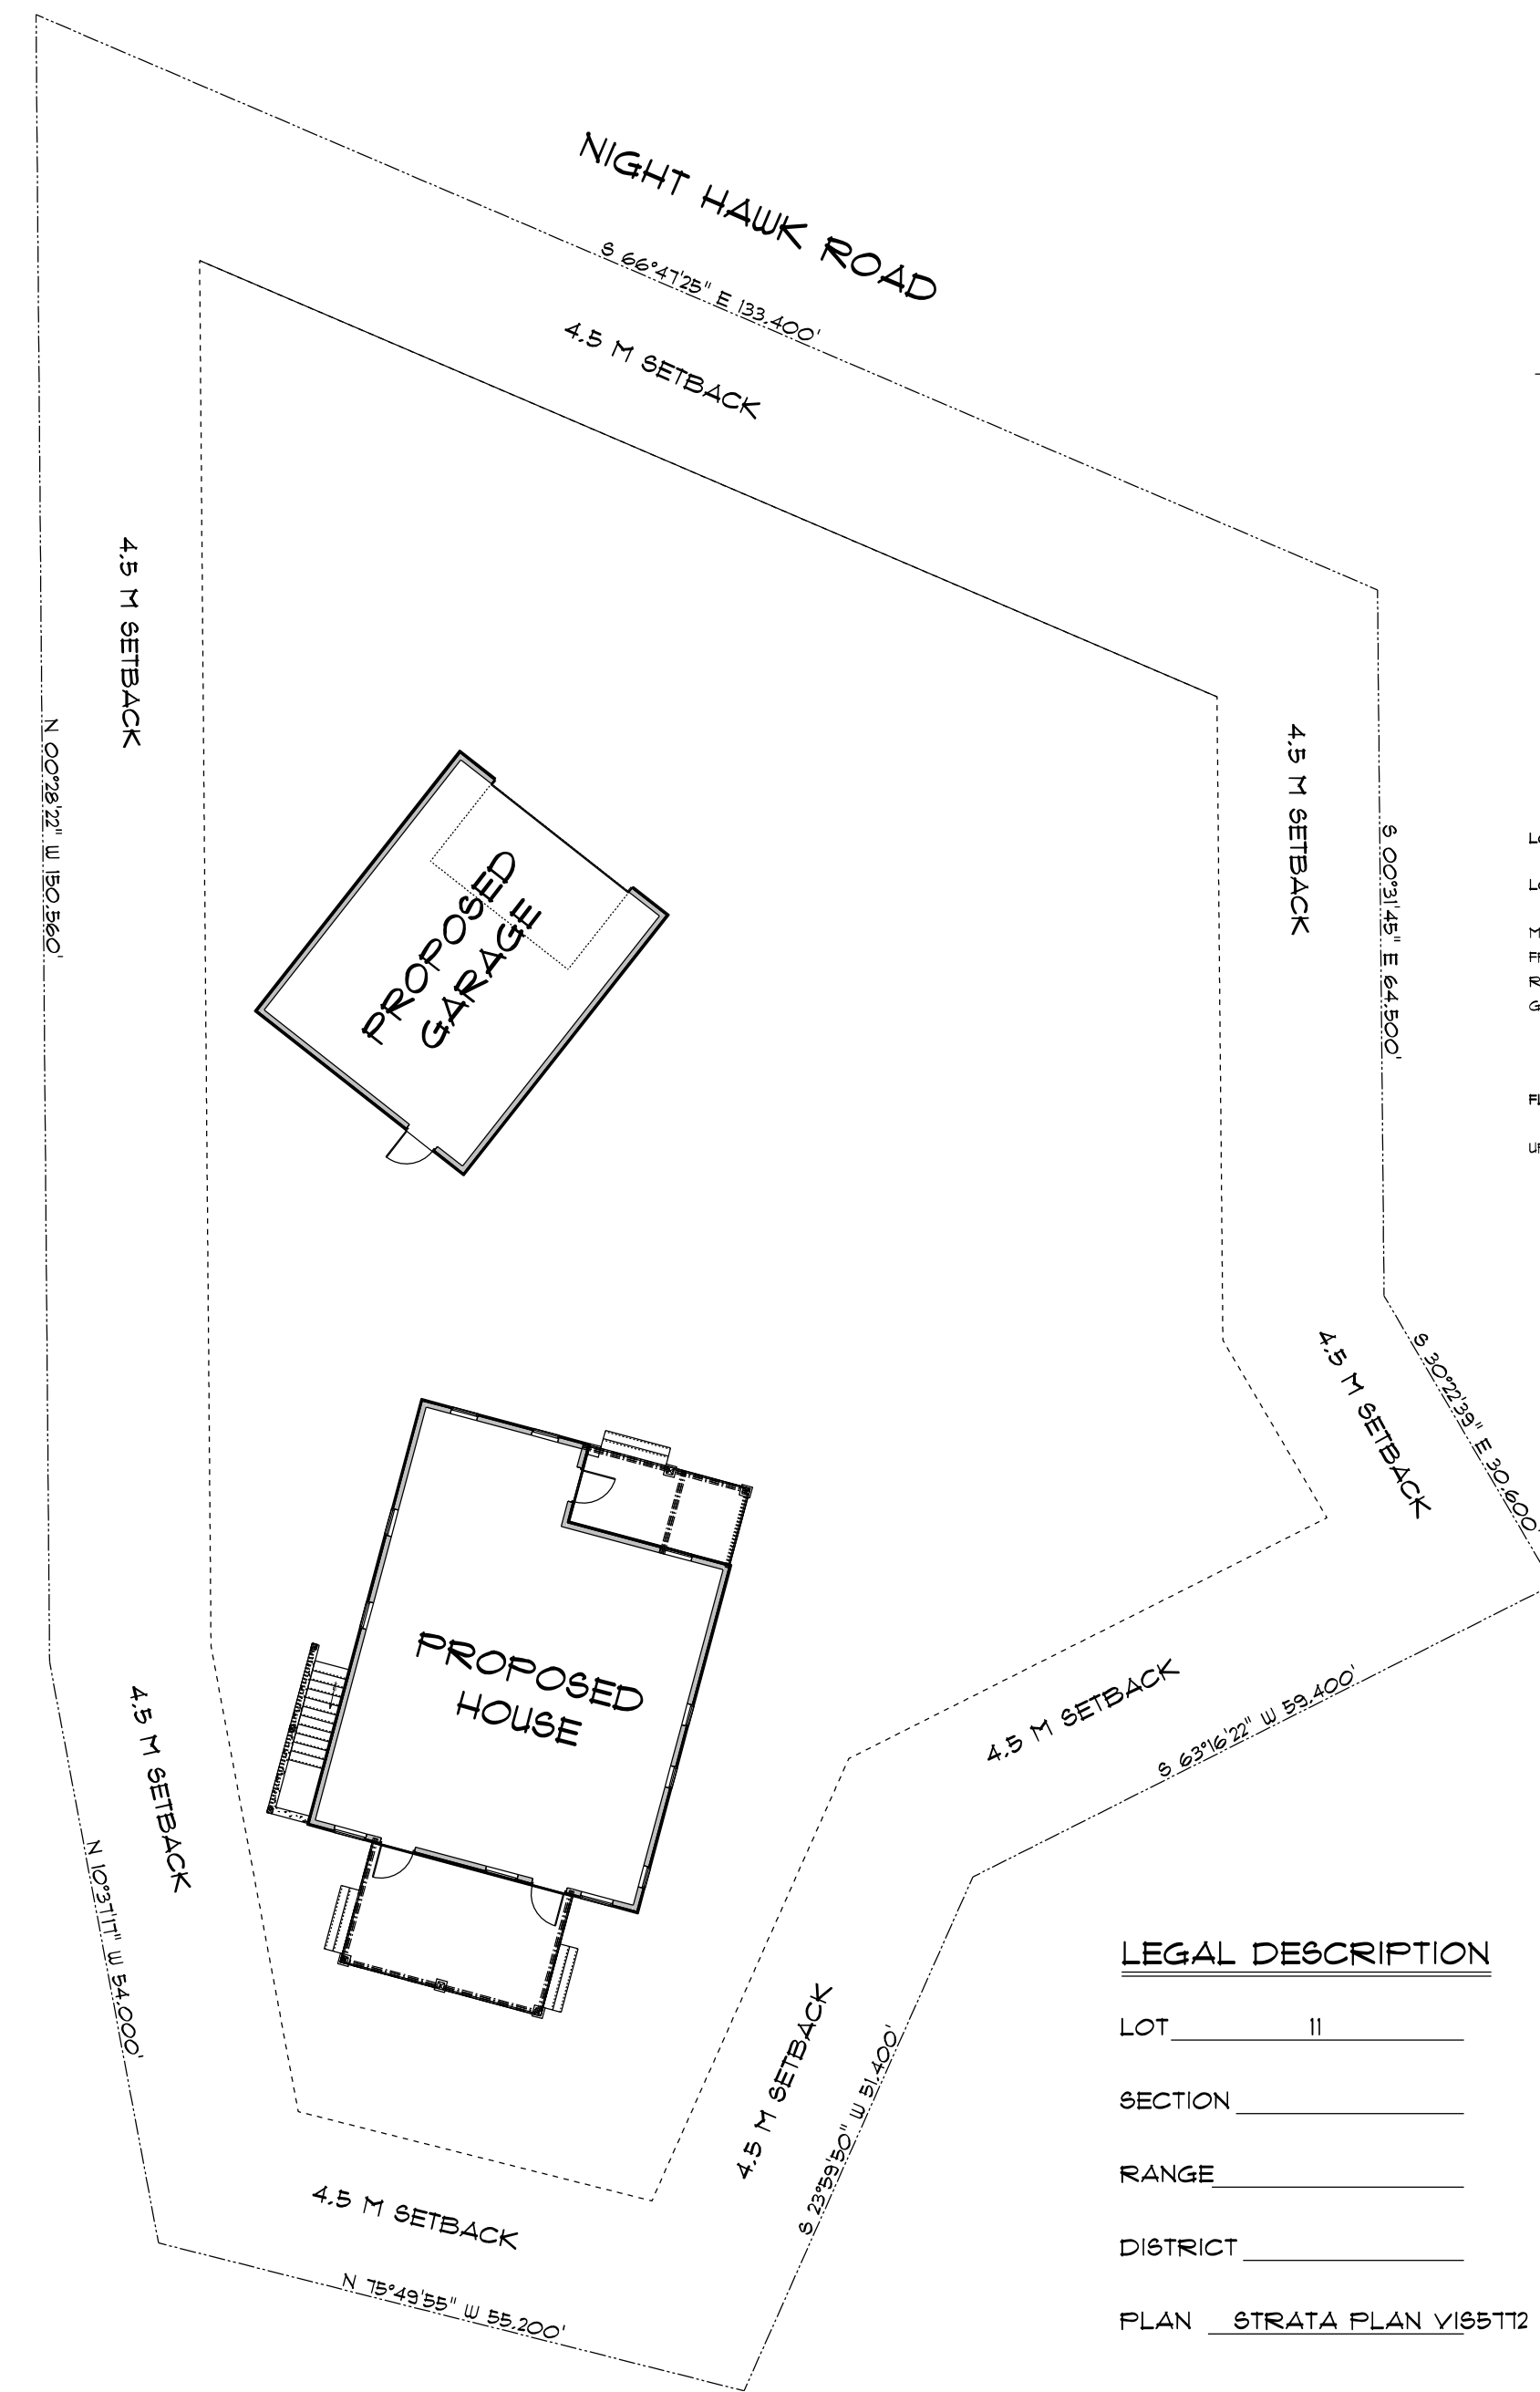 NIGHT HAWK ROAD
S 66°47'25" E 133.400'
4.5 M SETBACK
4.5 M SETBACK
N 00°28'22" W 150.560'
4.5 M SETBACK
S 00°31'45" E 64.500'
PROPOSED
GARAGE
4.5 M SETBACK
S 30°22'39" E 30.600'
PROPOSED
HOUSE
4.5 M SETBACK
S 63°16'22" W 59.400'
4.5 M SETBACK
N 10°37'17" W 54.000'
4.5 M SETBACK
S 23°59'50" W 51.400'
4.5 M SETBACK
N 75°49'55" W 55.200'
LEGAL DESCRIPTION
LOT 11
SECTION
RANGE
DISTRICT
PLAN STRATA PLAN VIS5772